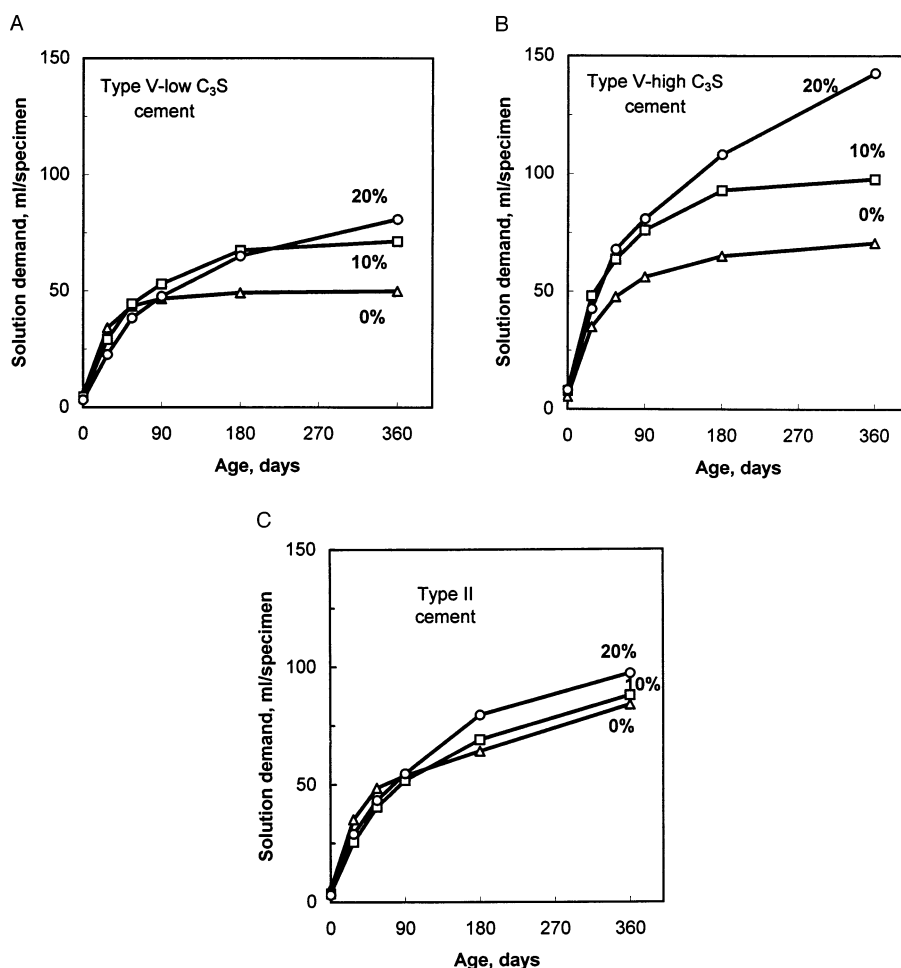 A
150
100
50
0
Solution demand, ml/specimen
Type V-low C₃S
cement
20%
10%
0%
0 90 180 270 360
Age, days
B
150
100
50
0
Solution demand, ml/specimen
Type V-high C₃S
cement
20%
10%
0%
0 90 180 270 360
Age, days
C
150
100
50
0
Solution demand, ml/specimen
Type II
cement
20%
10%
0%
0 90 180 270 360
Age, days